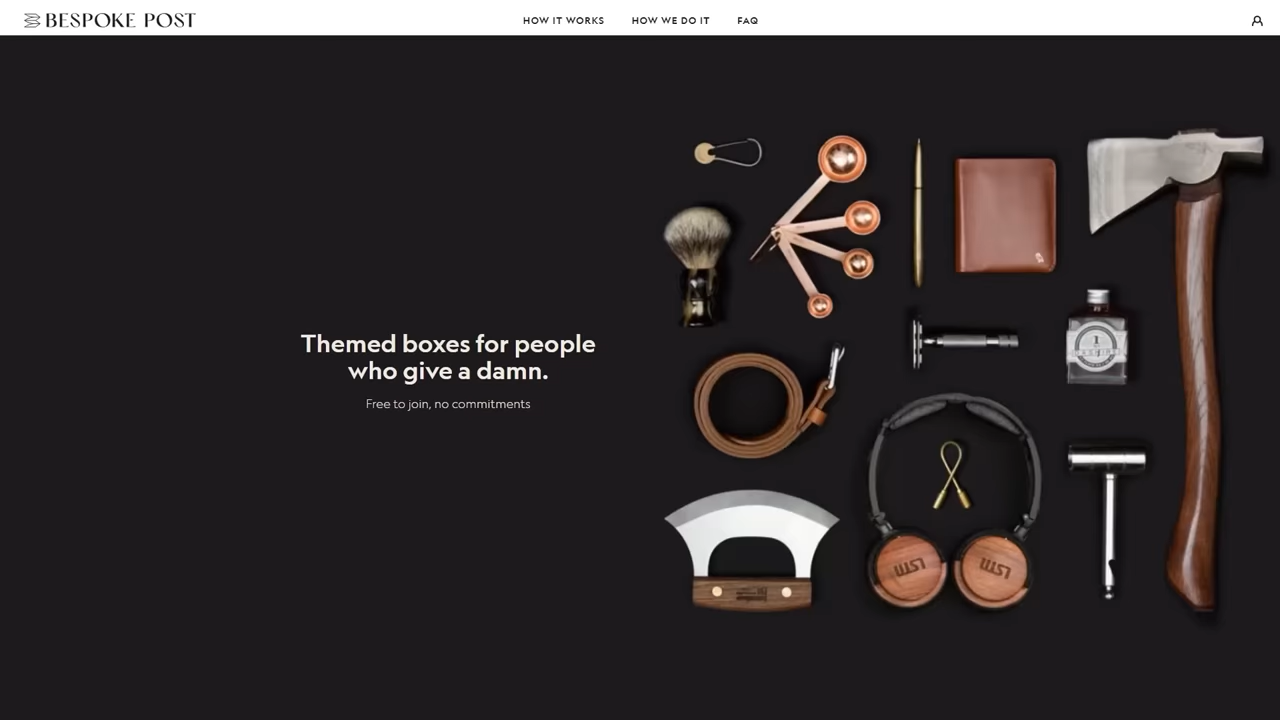 BESPOKE POST
HOW IT WORKS
HOW WE DO IT
FAQ
Themed boxes for people
who give a damn.
Free to join, no commitments
LSTN
LSTN